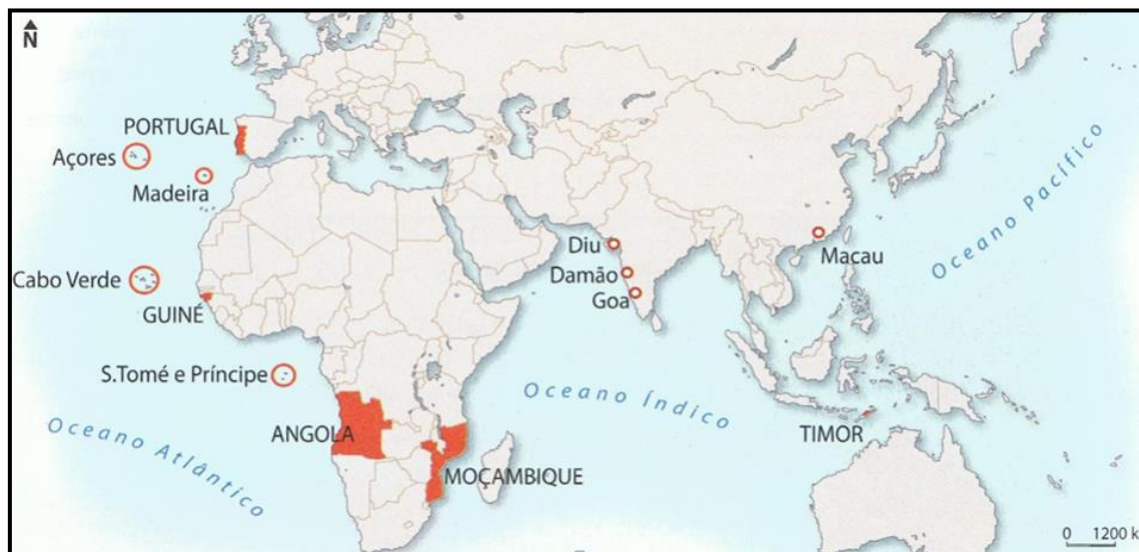 N
PORTUGAL
Açores
Madeira
Cabo Verde
GUINÉ
S.Tomé e Príncipe
ANGOLA
MOÇAMBIQUE
Oceano Atlântico
Oceano Índico
Diu
Damão
Goa
Macau
TIMOR
Oceano Pacífico
0 1200 k